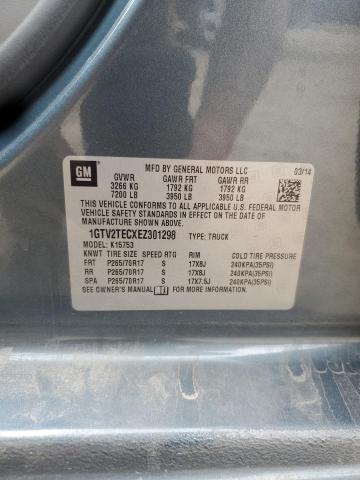 GM
MFD BY GENERAL MOTORS LLC
03/14
GVWR GAWR FRT GAWR RR
3266 KG 1792 KG 1792 KG
7200 LB 3950 LB 3950 LB
THIS VEHICLE CONFORMS TO ALL APPLICABLE U.S. FEDERAL MOTOR
VEHICLE SAFETY STANDARDS IN EFFECT ON THE DATE OF
MANUFACTURE SHOWN ABOVE.
1GTV2TECXEZ301298 TYPE: TRUCK
MODEL: K15753
KNWT TIRE SIZE SPEED RTG RIM COLD TIRE PRESSURE
FRT P265/70R17 S 17X8J 240KPA(35PSI)
RR P265/70R17 S 17X8J 240KPA(35PSI)
SPA P265/70R17 S 17X7.5J 240KPA(35PSI)
SEE OWNER'S MANUAL FOR MORE INFORMATION.